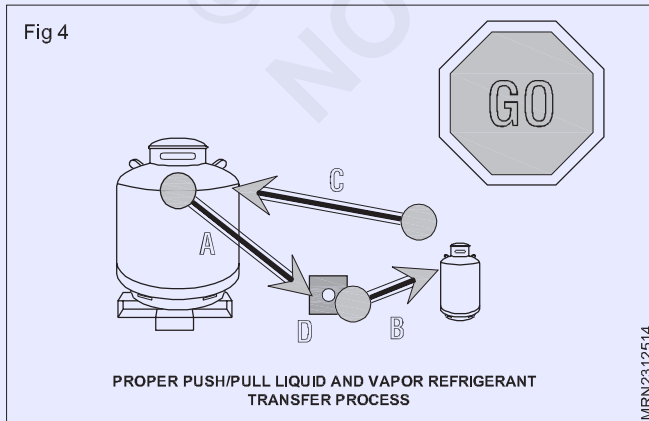 Fig 4
GO
C
A
D
B
PROPER PUSH/PULL LIQUID AND VAPOR REFRIGERANT
TRANSFER PROCESS
MRN2312514